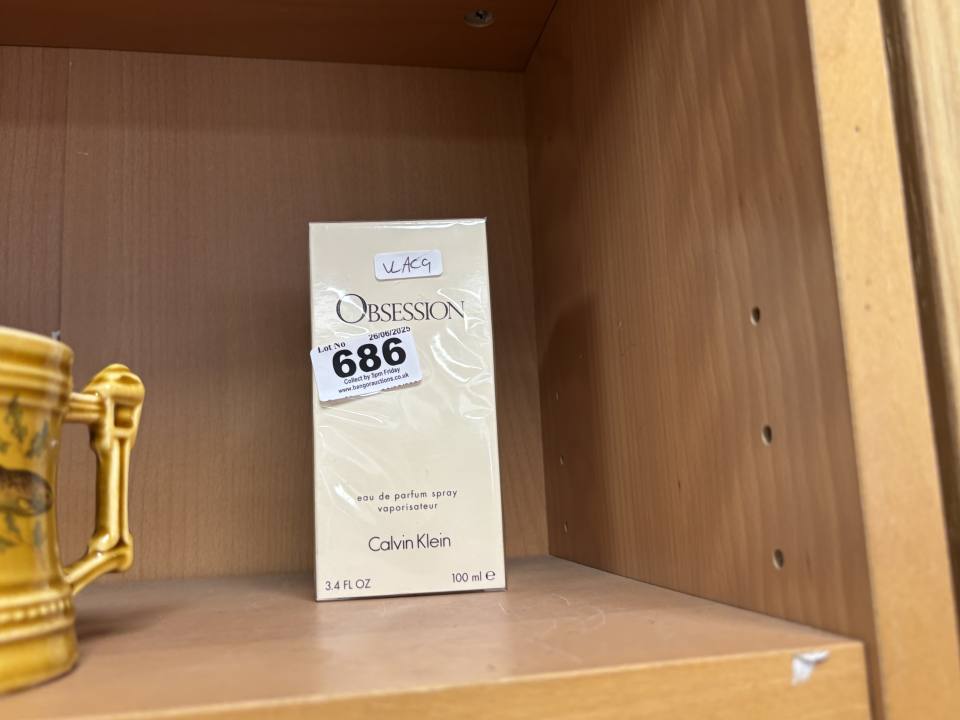 VLAC9
OBSESSION
Lot No 26/06/2025
686
Collect by 5pm Friday
www.bangorauctions.co.uk
eau de parfum spray
vaporisateur
Calvin Klein
3.4 FL OZ 100 ml ℮